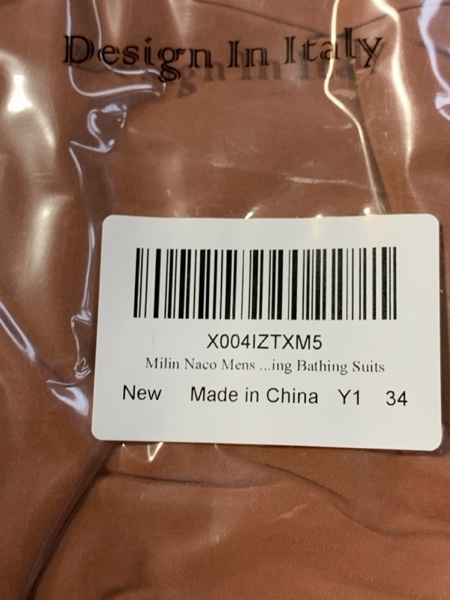 Design In Italy
X004IZTXM5
Milin Naco Mens ...ing Bathing Suits
New Made in China Y1 34